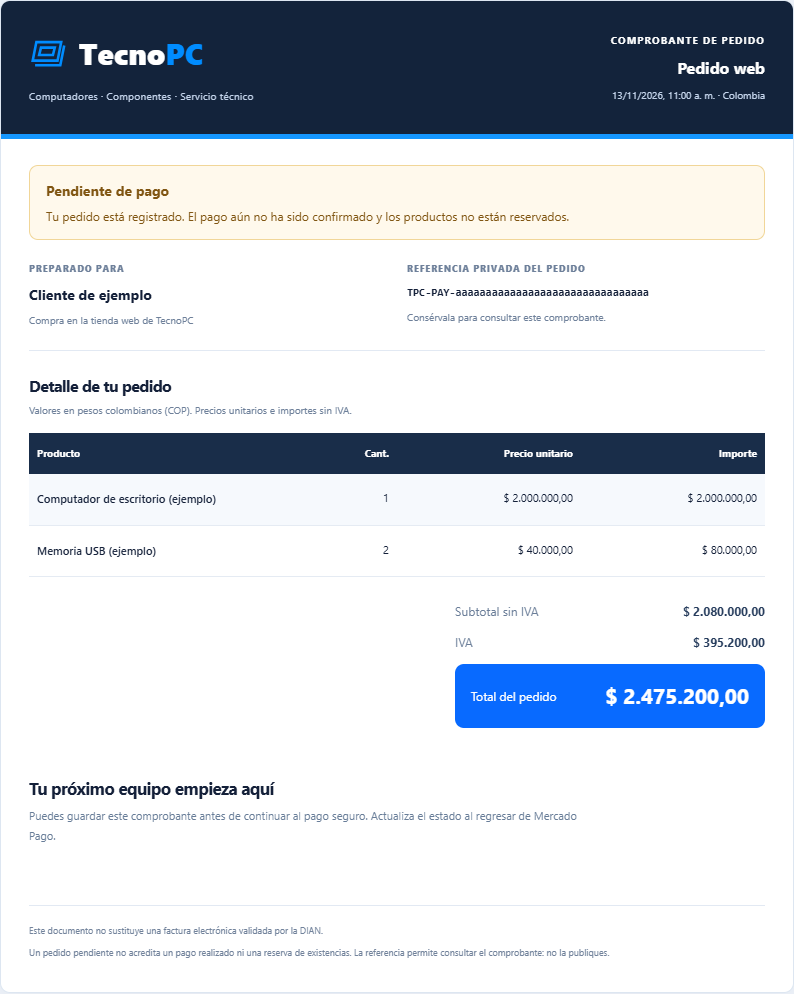 TecnoPC
Computadores · Componentes · Servicio técnico
COMPROBANTE DE PEDIDO
Pedido web
13/11/2026, 11:00 a. m. · Colombia
Pendiente de pago
Tu pedido está registrado. El pago aún no ha sido confirmado y los productos no están reservados.
PREPARADO PARA
Cliente de ejemplo
Compra en la tienda web de TecnoPC
REFERENCIA PRIVADA DEL PEDIDO
TPC-PAY-aaaaaaaaaaaaaaaaaaaaaaaaaaaaaaaa
Consérvala para consultar este comprobante.
Detalle de tu pedido
Valores en pesos colombianos (COP). Precios unitarios e importes sin IVA.
Producto Cant. Precio unitario Importe
Computador de escritorio (ejemplo) 1 $ 2.000.000,00 $ 2.000.000,00
Memoria USB (ejemplo) 2 $ 40.000,00 $ 80.000,00
Subtotal sin IVA $ 2.080.000,00
IVA $ 395.200,00
Total del pedido $ 2.475.200,00
Tu próximo equipo empieza aquí
Puedes guardar este comprobante antes de continuar al pago seguro. Actualiza el estado al regresar de Mercado
Pago.
Este documento no sustituye una factura electrónica validada por la DIAN.
Un pedido pendiente no acredita un pago realizado ni una reserva de existencias. La referencia permite consultar el comprobante: no la publiques.